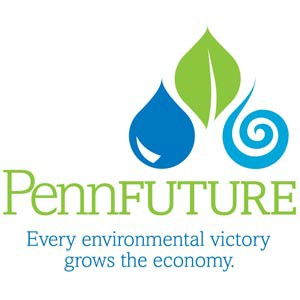 PennFUTURE
Every environmental victory
grows the economy.